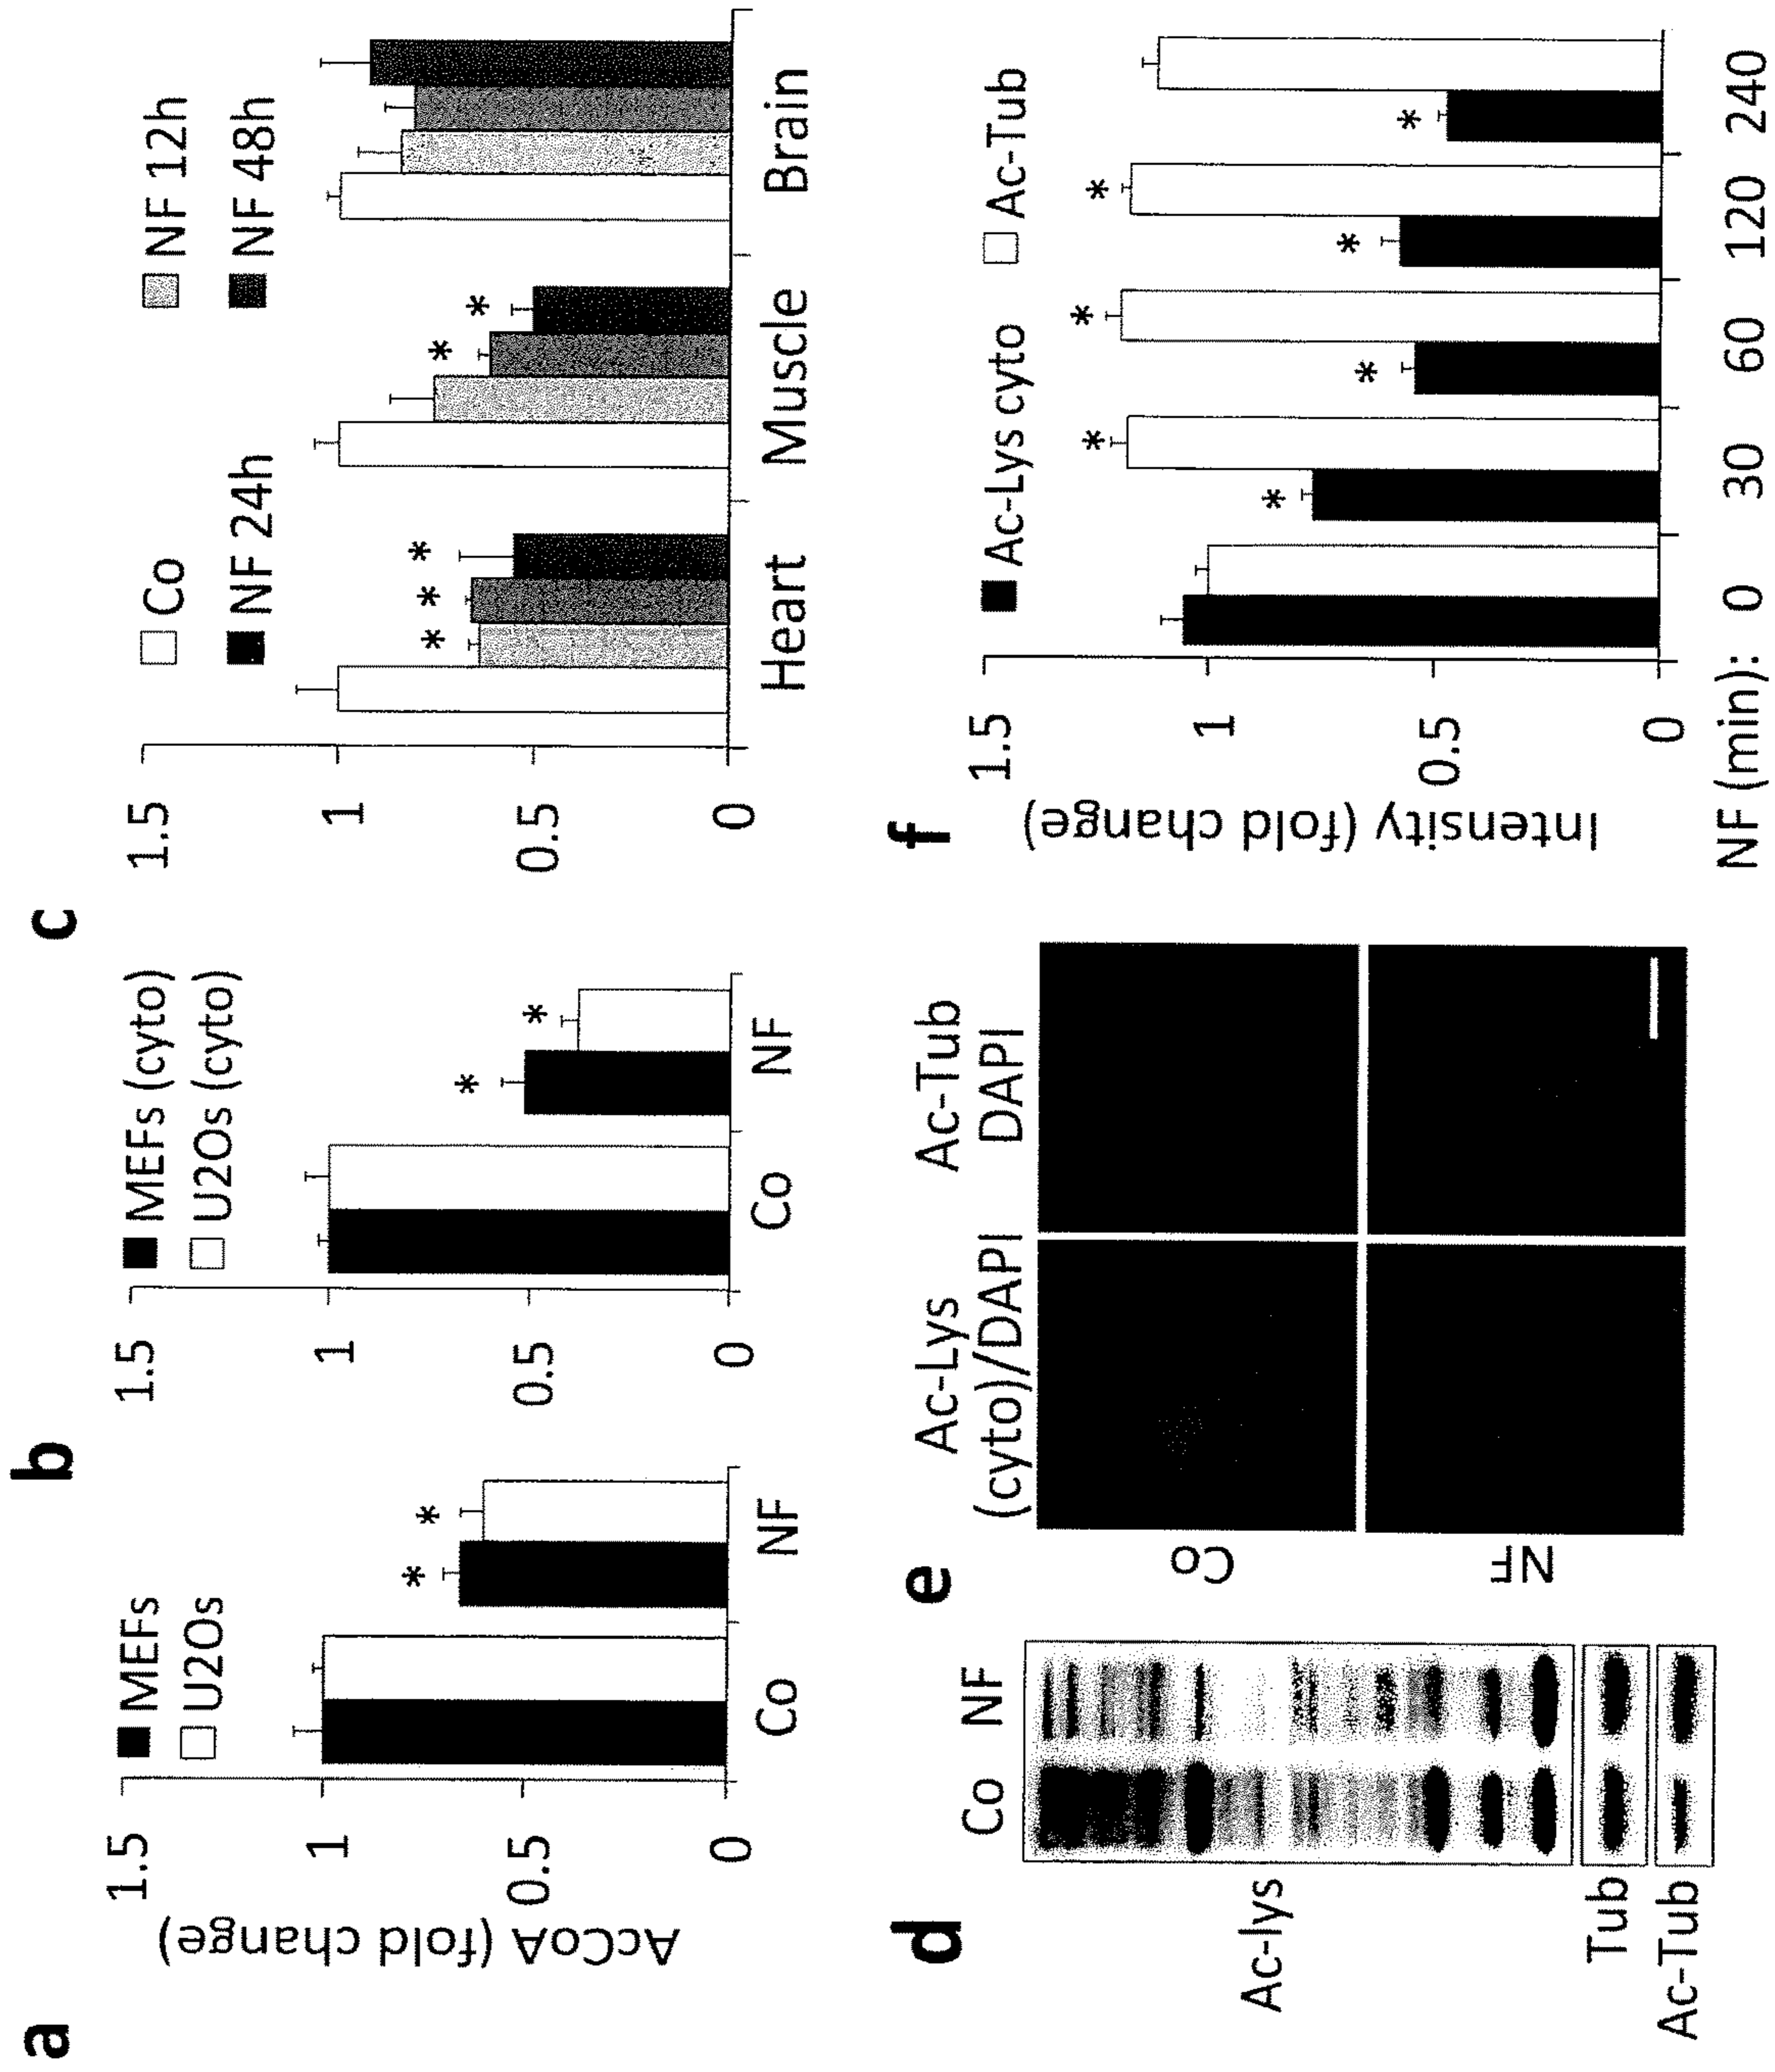 a
AcCoA (fold change)
1.5
1
0.5
0
MEFs
U2Os
*
*
Co
NF
b
1.5
1
0.5
0
MEFs (cyto)
U2Os (cyto)
*
*
Co
NF
c
1.5
1
0.5
0
Co
NF 12h
NF 24h
NF 48h
*
*
*
*
*
Heart
Muscle
Brain
d
Co
NF
Ac-lys
Tub
Ac-Tub
e
Ac-Lys
(cyto)/DAPI
Ac-Tub
DAPI
Co
NF
f
Intensity (fold change)
1.5
1
0.5
0
Ac-Lys cyto
Ac-Tub
*
*
*
*
*
*
*
NF (min):
0
30
60
120
240